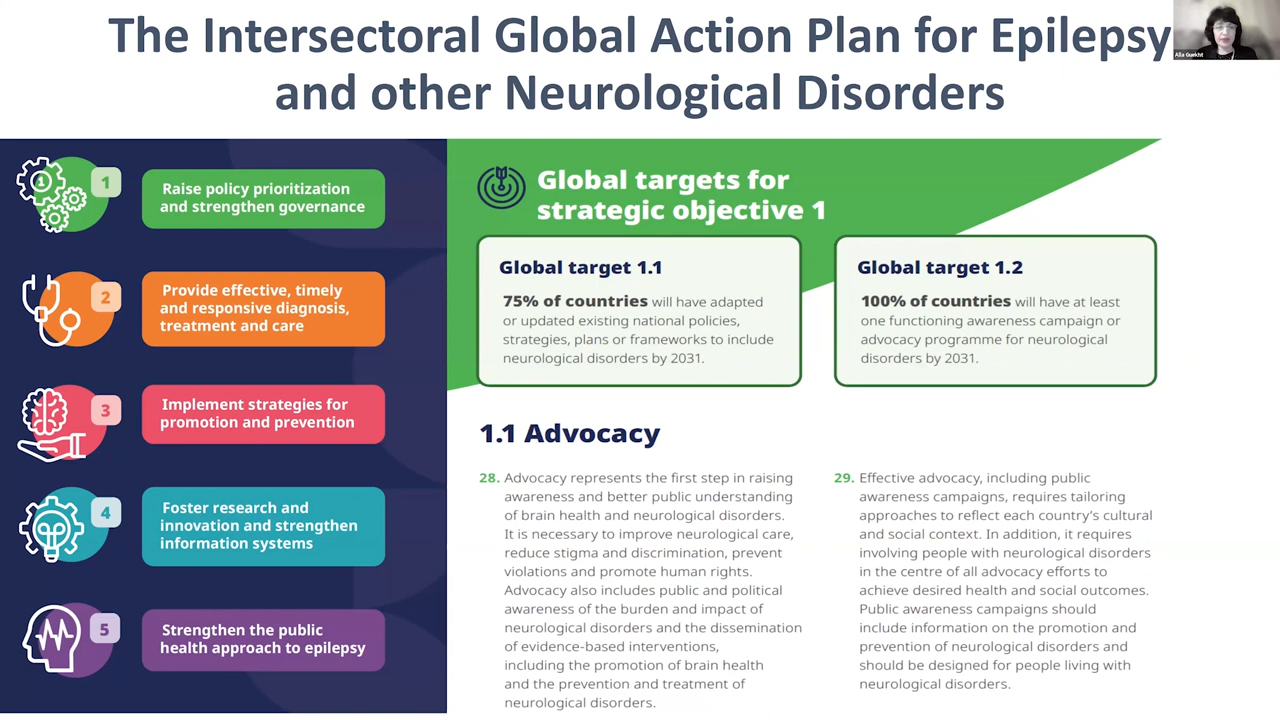 The Intersectoral Global Action Plan for Epilepsy
and other Neurological Disorders
Alla Guekht
1
1
Raise policy prioritization
and strengthen governance
2
Provide effective, timely
and responsive diagnosis,
treatment and care
3
Implement strategies for
promotion and prevention
4
Foster research and
innovation and strengthen
information systems
5
Strengthen the public
health approach to epilepsy
Global targets for
strategic objective 1
Global target 1.1
75% of countries will have adapted
or updated existing national policies,
strategies, plans or frameworks to include
neurological disorders by 2031.
Global target 1.2
100% of countries will have at least
one functioning awareness campaign or
advocacy programme for neurological
disorders by 2031.
1.1 Advocacy
28. Advocacy represents the first step in raising
awareness and better public understanding
of brain health and neurological disorders.
It is necessary to improve neurological care,
reduce stigma and discrimination, prevent
violations and promote human rights.
Advocacy also includes public and political
awareness of the burden and impact of
neurological disorders and the dissemination
of evidence-based interventions,
including the promotion of brain health
and the prevention and treatment of
neurological disorders.
29. Effective advocacy, including public
awareness campaigns, requires tailoring
approaches to reflect each country's cultural
and social context. In addition, it requires
involving people with neurological disorders
in the centre of all advocacy efforts to
achieve desired health and social outcomes.
Public awareness campaigns should
include information on the promotion and
prevention of neurological disorders and
should be designed for people living with
neurological disorders.